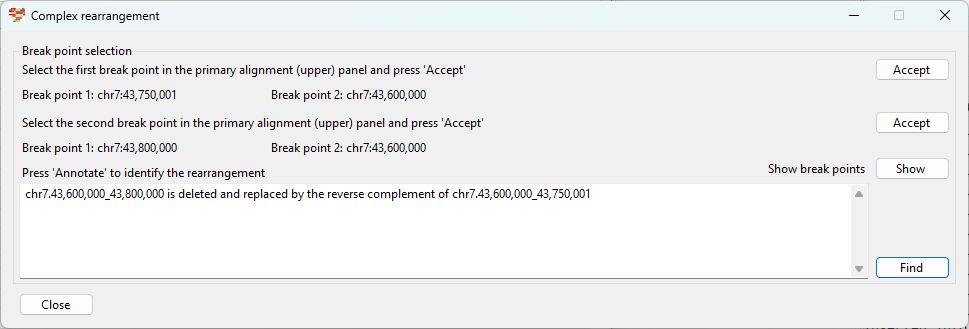 Complex rearrangement
Break point selection
Select the first break point in the primary alignment (upper) panel and press 'Accept'
Accept
Break point 1: chr7:43,750,001 Break point 2: chr7:43,600,000
Select the second break point in the primary alignment (upper) panel and press 'Accept'
Accept
Break point 1: chr7:43,800,000 Break point 2: chr7:43,600,000
Press 'Annotate' to identify the rearrangement
Show break points
Show
chr7.43,600,000_43,800,000 is deleted and replaced by the reverse complement of chr7.43,600,000_43,750,001
Find
Close